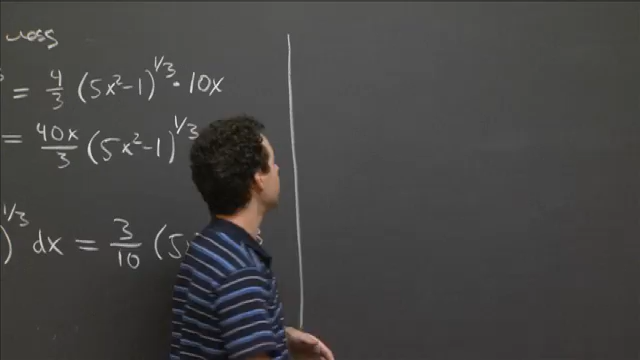 = 4/3 (5x²-1)^1/3 · 10x
= 40x/3 (5x²-1)^1/3
)^1/3 dx = 3/10 (5